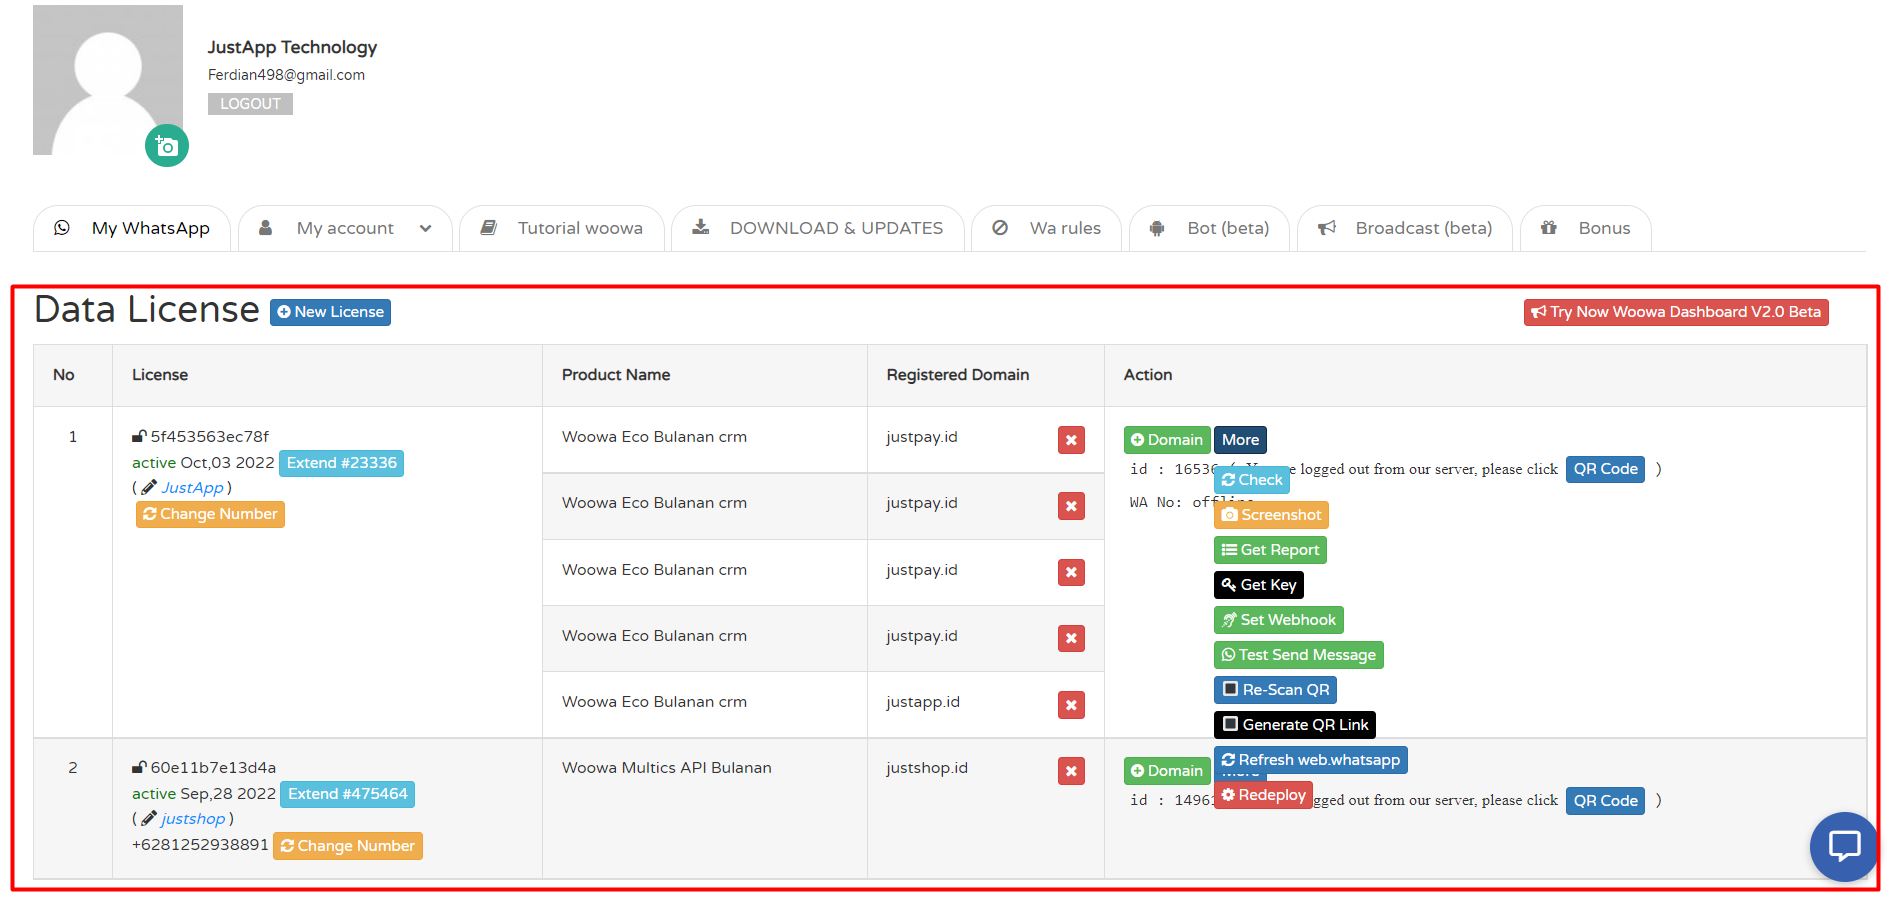 JustApp Technology
Ferdian498@gmail.com
LOGOUT
My WhatsApp
My account
Tutorial woowa
DOWNLOAD & UPDATES
Wa rules
Bot (beta)
Broadcast (beta)
Bonus
Data License
New License
Try Now Woowa Dashboard V2.0 Beta
No License Product Name Registered Domain Action
1
5f453563ec78f
active Oct,03 2022 Extend #23336
( JustApp )
Change Number
Woowa Eco Bulanan crm justpay.id
Woowa Eco Bulanan crm justpay.id
Woowa Eco Bulanan crm justpay.id
Woowa Eco Bulanan crm justpay.id
Woowa Eco Bulanan crm justapp.id
Domain More
id : 16536 logged out from our server, please click QR Code )
WA No: offline
Check
Screenshot
Get Report
Get Key
Set Webhook
Test Send Message
Re-Scan QR
Generate QR Link
Refresh web.whatsapp
Redeploy
2
60e11b7e13d4a
active Sep,28 2022 Extend #475464
( justshop )
+6281252938891 Change Number
Woowa Multics API Bulanan justshop.id
Domain More
id : 1496 logged out from our server, please click QR Code )